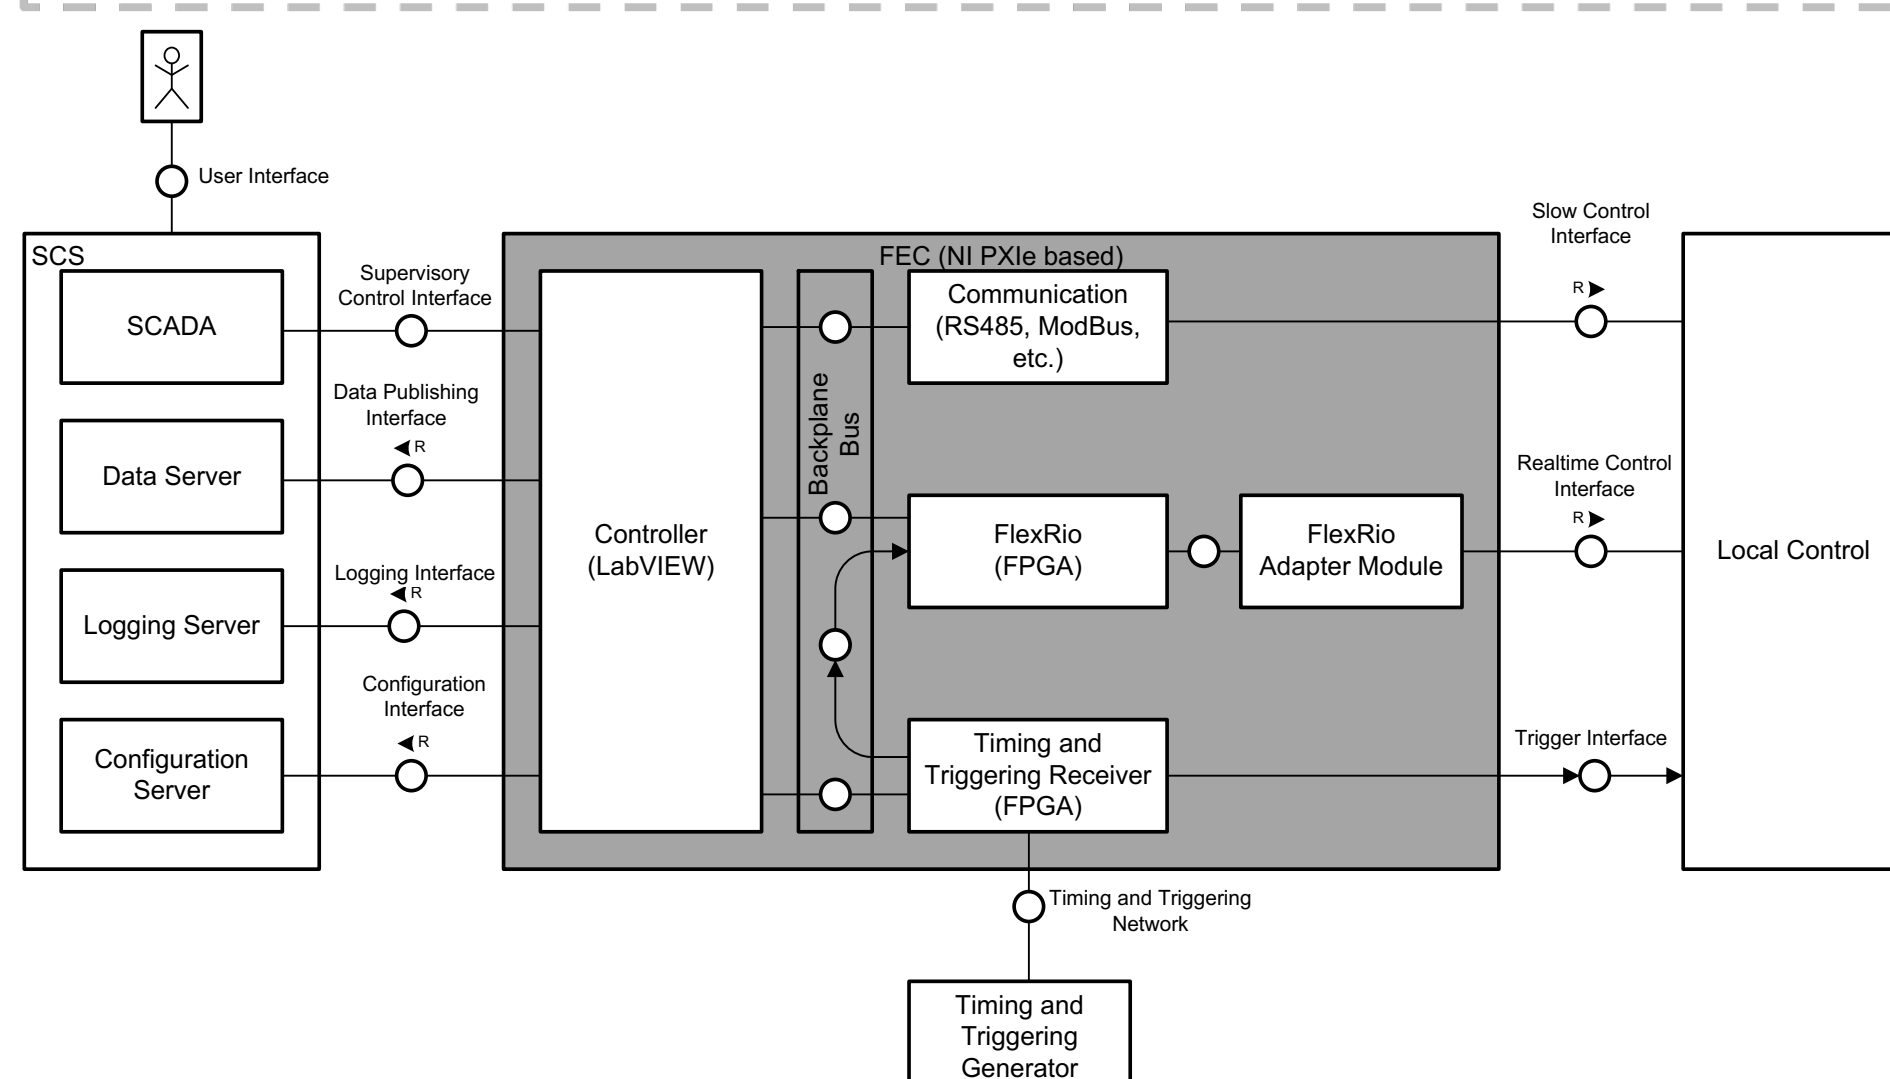 User Interface
SCS
SCADA
Data Server
Logging Server
Configuration
Server
Supervisory
Control Interface
Data Publishing
Interface
R
Logging Interface
R
Configuration
Interface
R
FEC (NI PXIe based)
Controller
(LabVIEW)
Backplane
Bus
Communication
(RS485, ModBus,
etc.)
FlexRio
(FPGA)
FlexRio
Adapter Module
Timing and
Triggering Receiver
(FPGA)
Slow Control
Interface
R
Realtime Control
Interface
R
Trigger Interface
Local Control
Timing and Triggering
Network
Timing and
Triggering
Generator